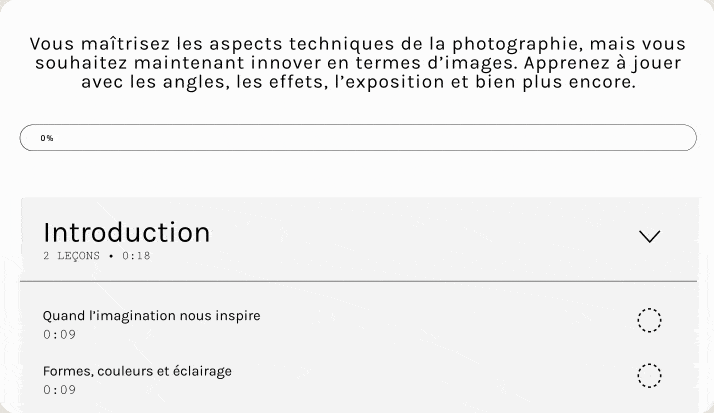 Vous maîtrisez les aspects techniques de la photographie, mais vous
souhaitez maintenant innover en termes d’images. Apprenez à jouer
avec les angles, les effets, l’exposition et bien plus encore.
0%
Introduction
2 LEÇONS • 0:18
Quand l’imagination nous inspire
0:09
Formes, couleurs et éclairage
0:09